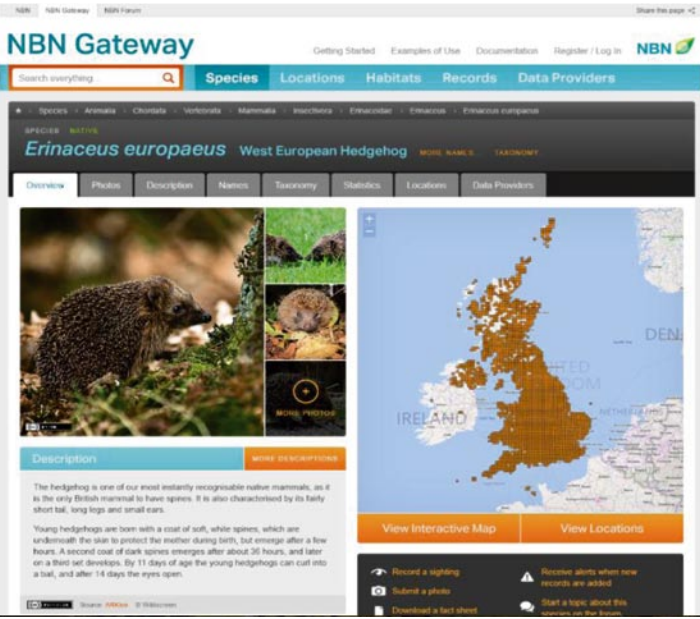 NBN NBN Gateway NBN Forum Share this page
NBN Gateway
Getting Started Examples of Use Documentation Register / Log In NBN
Search everything...
Species Locations Habitats Records Data Providers
Species Animalia Chordata Vertebrata Mammalia Insectivora Erinaceidae Erinaceus Erinaceus europaeus
SPECIES NATIVE
Erinaceus europaeus West European Hedgehog MORE NAMES... TAXONOMY
Overview Photos Description Names Taxonomy Statistics Locations Data Providers
+
−
DEN
UNITED
KINGDOM
IRELAND
NETHERLANDS
+
MORE PHOTOS
Description MORE DESCRIPTIONS
The hedgehog is one of our most instantly recognisable native mammals, as it
is the only British mammal to have spines. It is also characterised by its fairly
short tail, long legs and small ears.
Young hedgehogs are born with a coat of soft, white spines, which are
underneath the skin to protect the mother during birth, but emerge after a few
hours. A second coat of dark spines emerges after about 36 hours, and later
on a third set develops. By 11 days of age the young hedgehogs can curl into
a ball, and after 14 days the eyes open.
Source: ARKive © Wildscreen
View Interactive Map View Locations
Record a sighting
Submit a photo
Download a fact sheet
Receive alerts when new
records are added
Start a topic about this
species on the forum